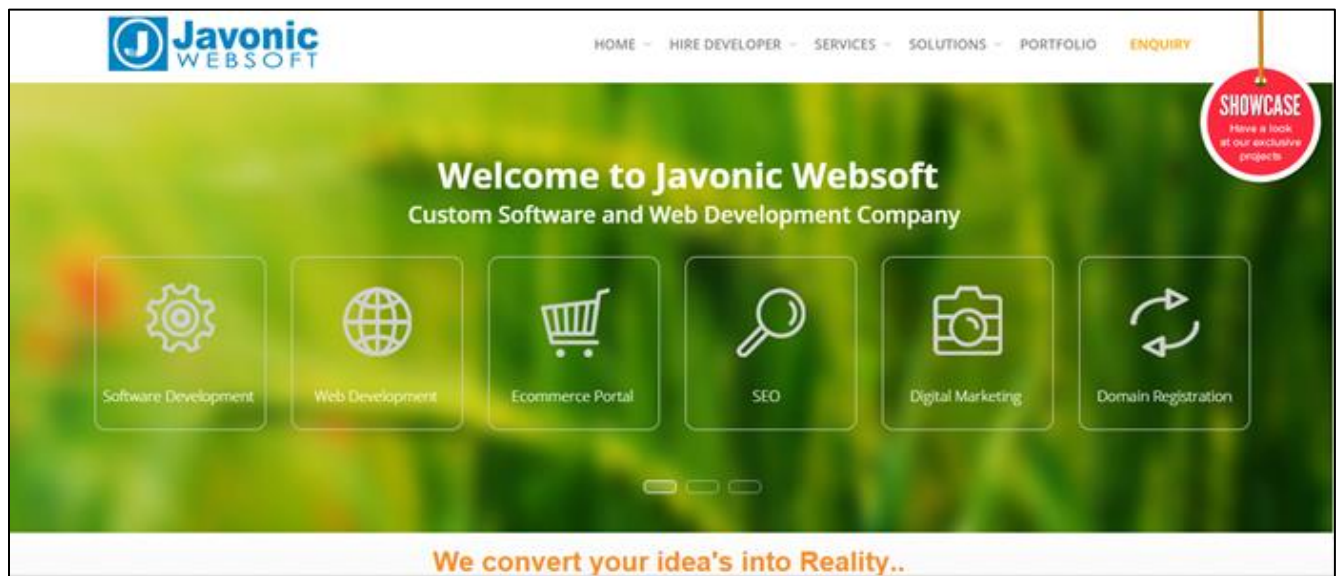 Javonic
WEBSOFT
HOME HIRE DEVELOPER SERVICES SOLUTIONS PORTFOLIO ENQUIRY
SHOWCASE
Have a look
at our exclusive
projects
Welcome to Javonic Websoft
Custom Software and Web Development Company
Software Development Web Development Ecommerce Portal SEO Digital Marketing Domain Registration
We convert your idea's into Reality..